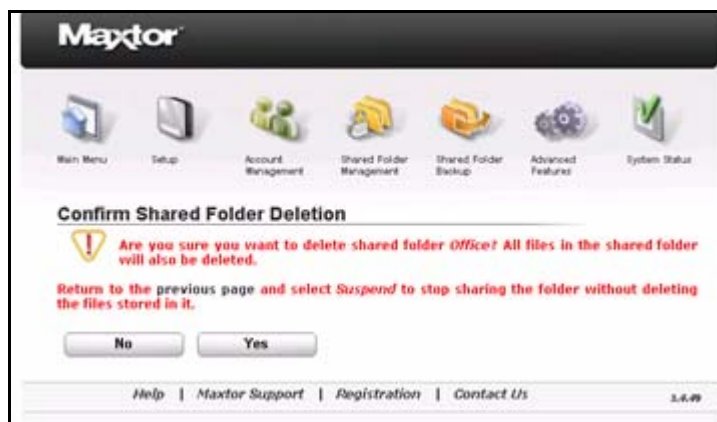 Maxtor
Main Menu
Setup
Account Management
Shared Folder Management
Shared Folder Backup
Advanced Features
System Status
Confirm Shared Folder Deletion
Are you sure you want to delete shared folder Office? All files in the shared folder
will also be deleted.
Return to the previous page and select Suspend to stop sharing the folder without deleting
the files stored in it.
No Yes
Help | Maxtor Support | Registration | Contact Us